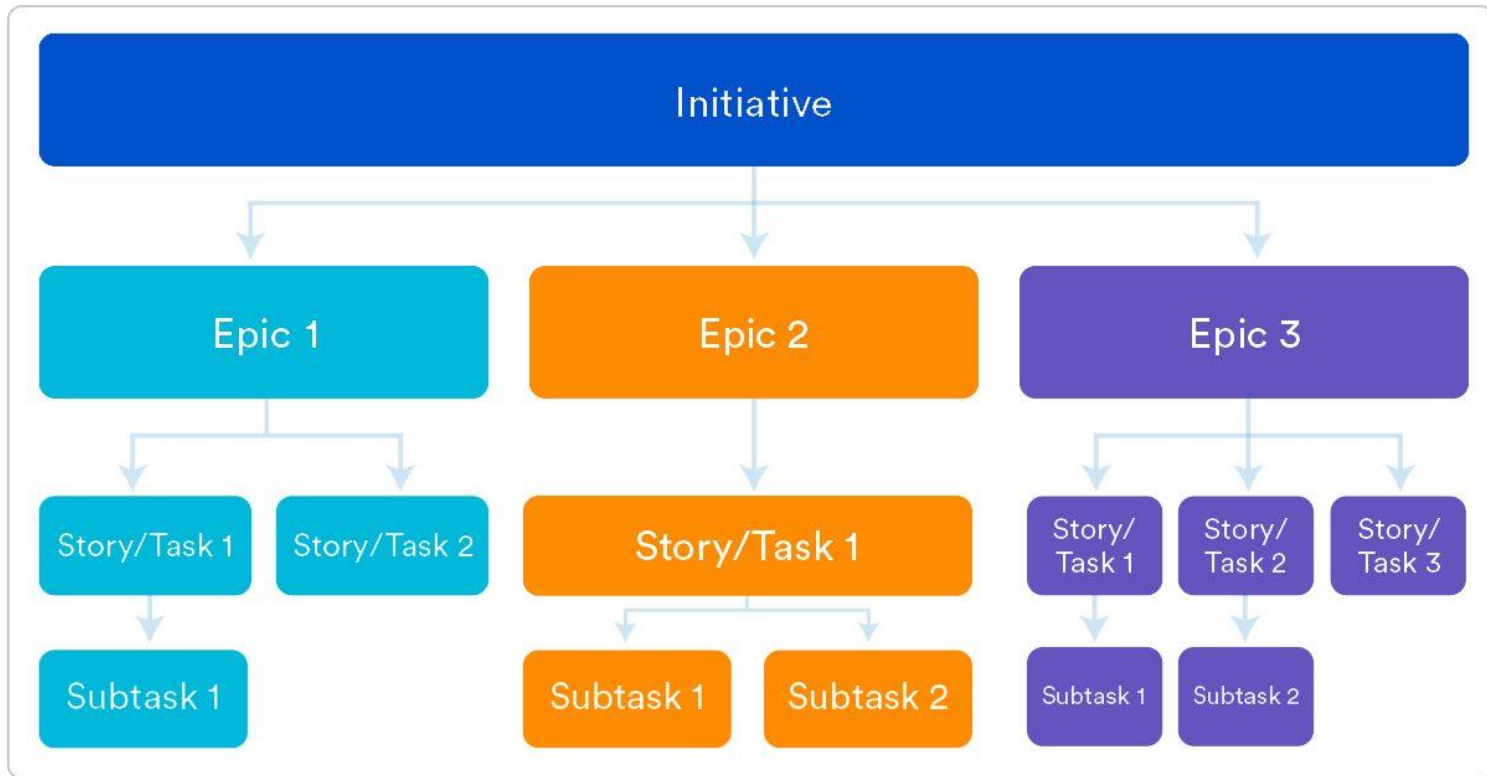 Initiative
Epic 1
Epic 2
Epic 3
Story/Task 1
Story/Task 2
Story/Task 1
Story/
Task 1
Story/
Task 2
Story/
Task 3
Subtask 1
Subtask 1
Subtask 2
Subtask 1
Subtask 2